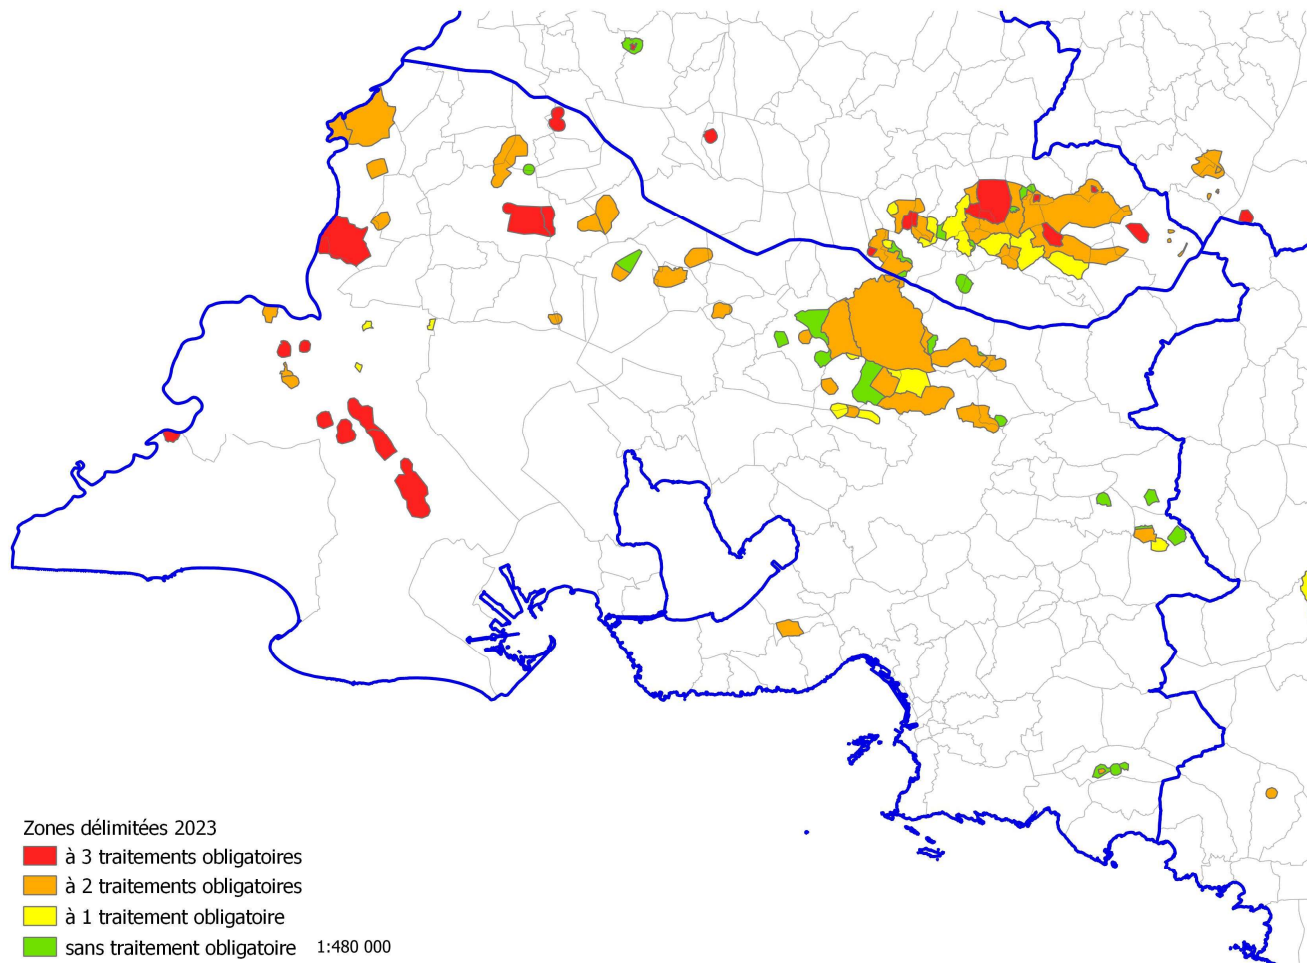 Zones délimitées 2023
à 3 traitements obligatoires
à 2 traitements obligatoires
à 1 traitement obligatoire
sans traitement obligatoire 1:480 000